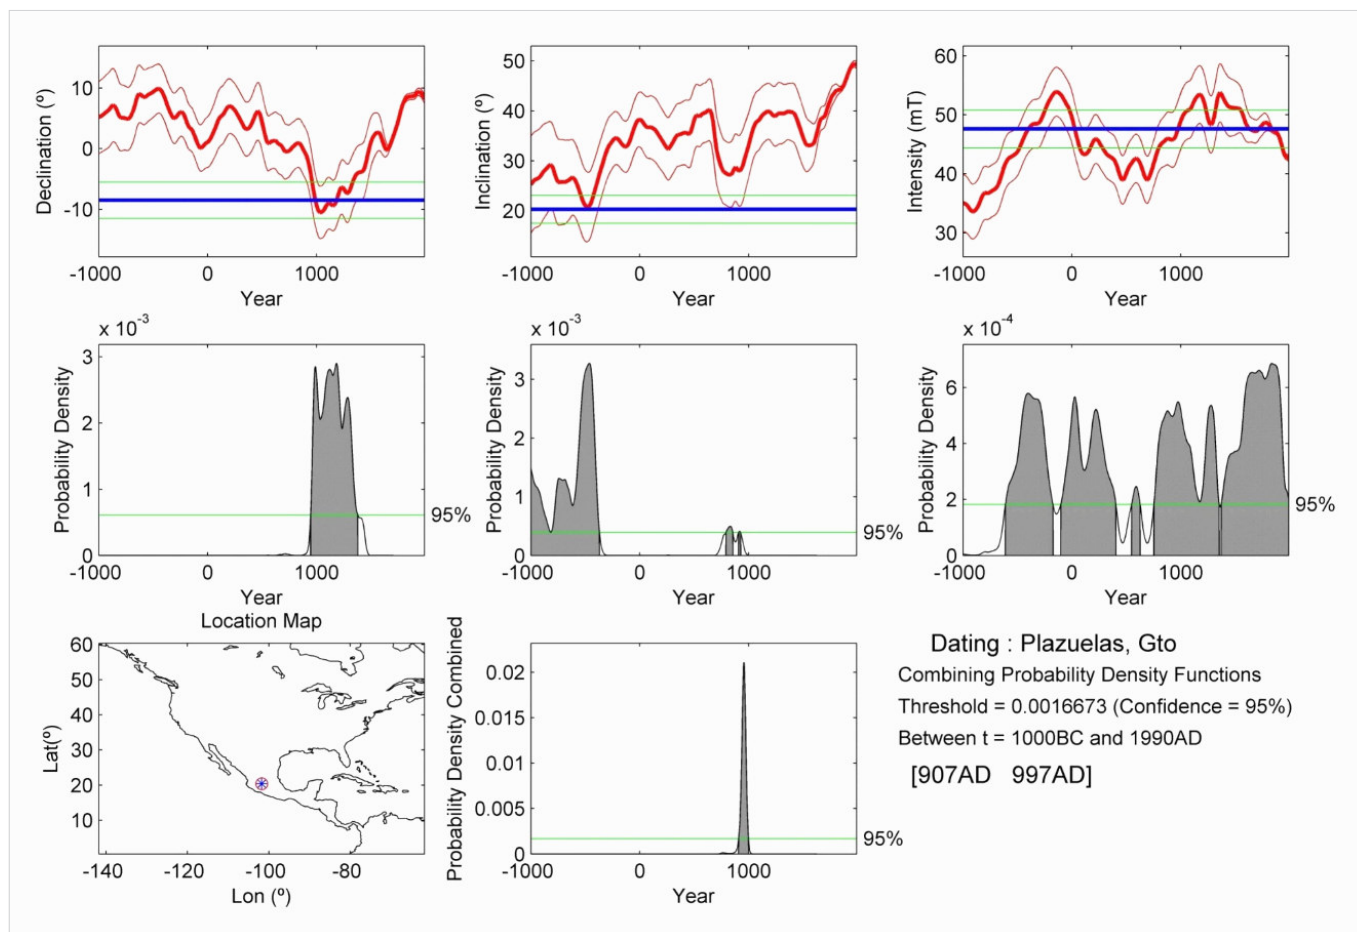 Declination (º)
10
0
-10
-1000
0
1000
Year
Inclination (º)
50
40
30
20
-1000
0
1000
Year
Intensity (mT)
60
50
40
30
-1000
0
1000
Year
x 10-3
Probability Density
3
2
1
0
95%
-1000
0
1000
Year
x 10-3
Probability Density
3
2
1
0
95%
-1000
0
1000
Year
x 10-4
Probability Density
6
4
2
0
95%
-1000
0
1000
Year
Location Map
Lat(º)
60
50
40
30
20
10
-140
-120
-100
-80
Lon (º)
Probability Density Combined
0.02
0.015
0.01
0.005
0
95%
-1000
0
1000
Year
Dating : Plazuelas, Gto
Combining Probability Density Functions
Threshold = 0.0016673 (Confidence = 95%)
Between t = 1000BC and 1990AD
[907AD 997AD]